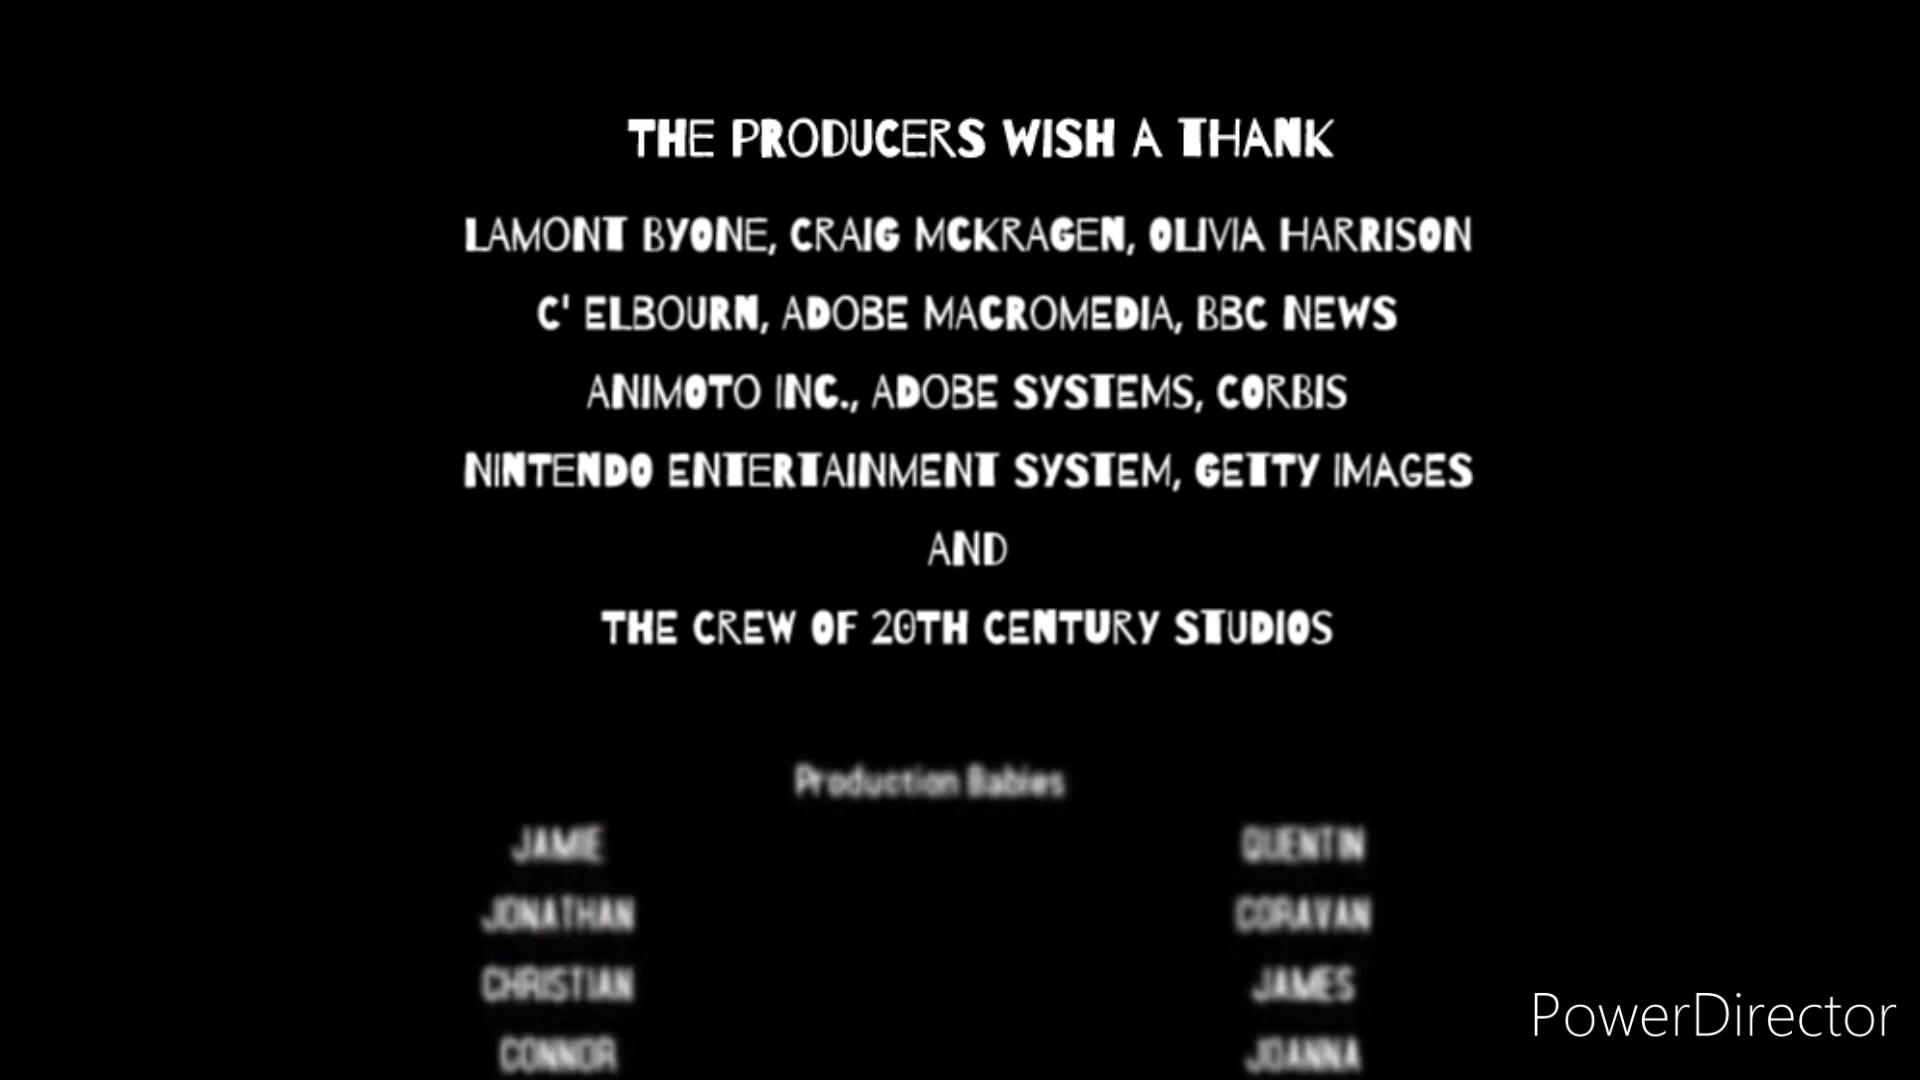 THE PRODUCERS WISH A THANK
LAMONT BYONE, CRAIG MCKRAGEN, OLIVIA HARRISON
C' ELBOURN, ADOBE MACROMEDIA, BBC NEWS
ANIMOTO INC., ADOBE SYSTEMS, CORBIS
NINTENDO ENTERTAINMENT SYSTEM, GETTY IMAGES
AND
THE CREW OF 20TH CENTURY STUDIOS
Production Babies
JAMIE QUENTIN
JONATHAN CORAVAN
CHRISTIAN JAMES
CONNOR JOANNA
PowerDirector